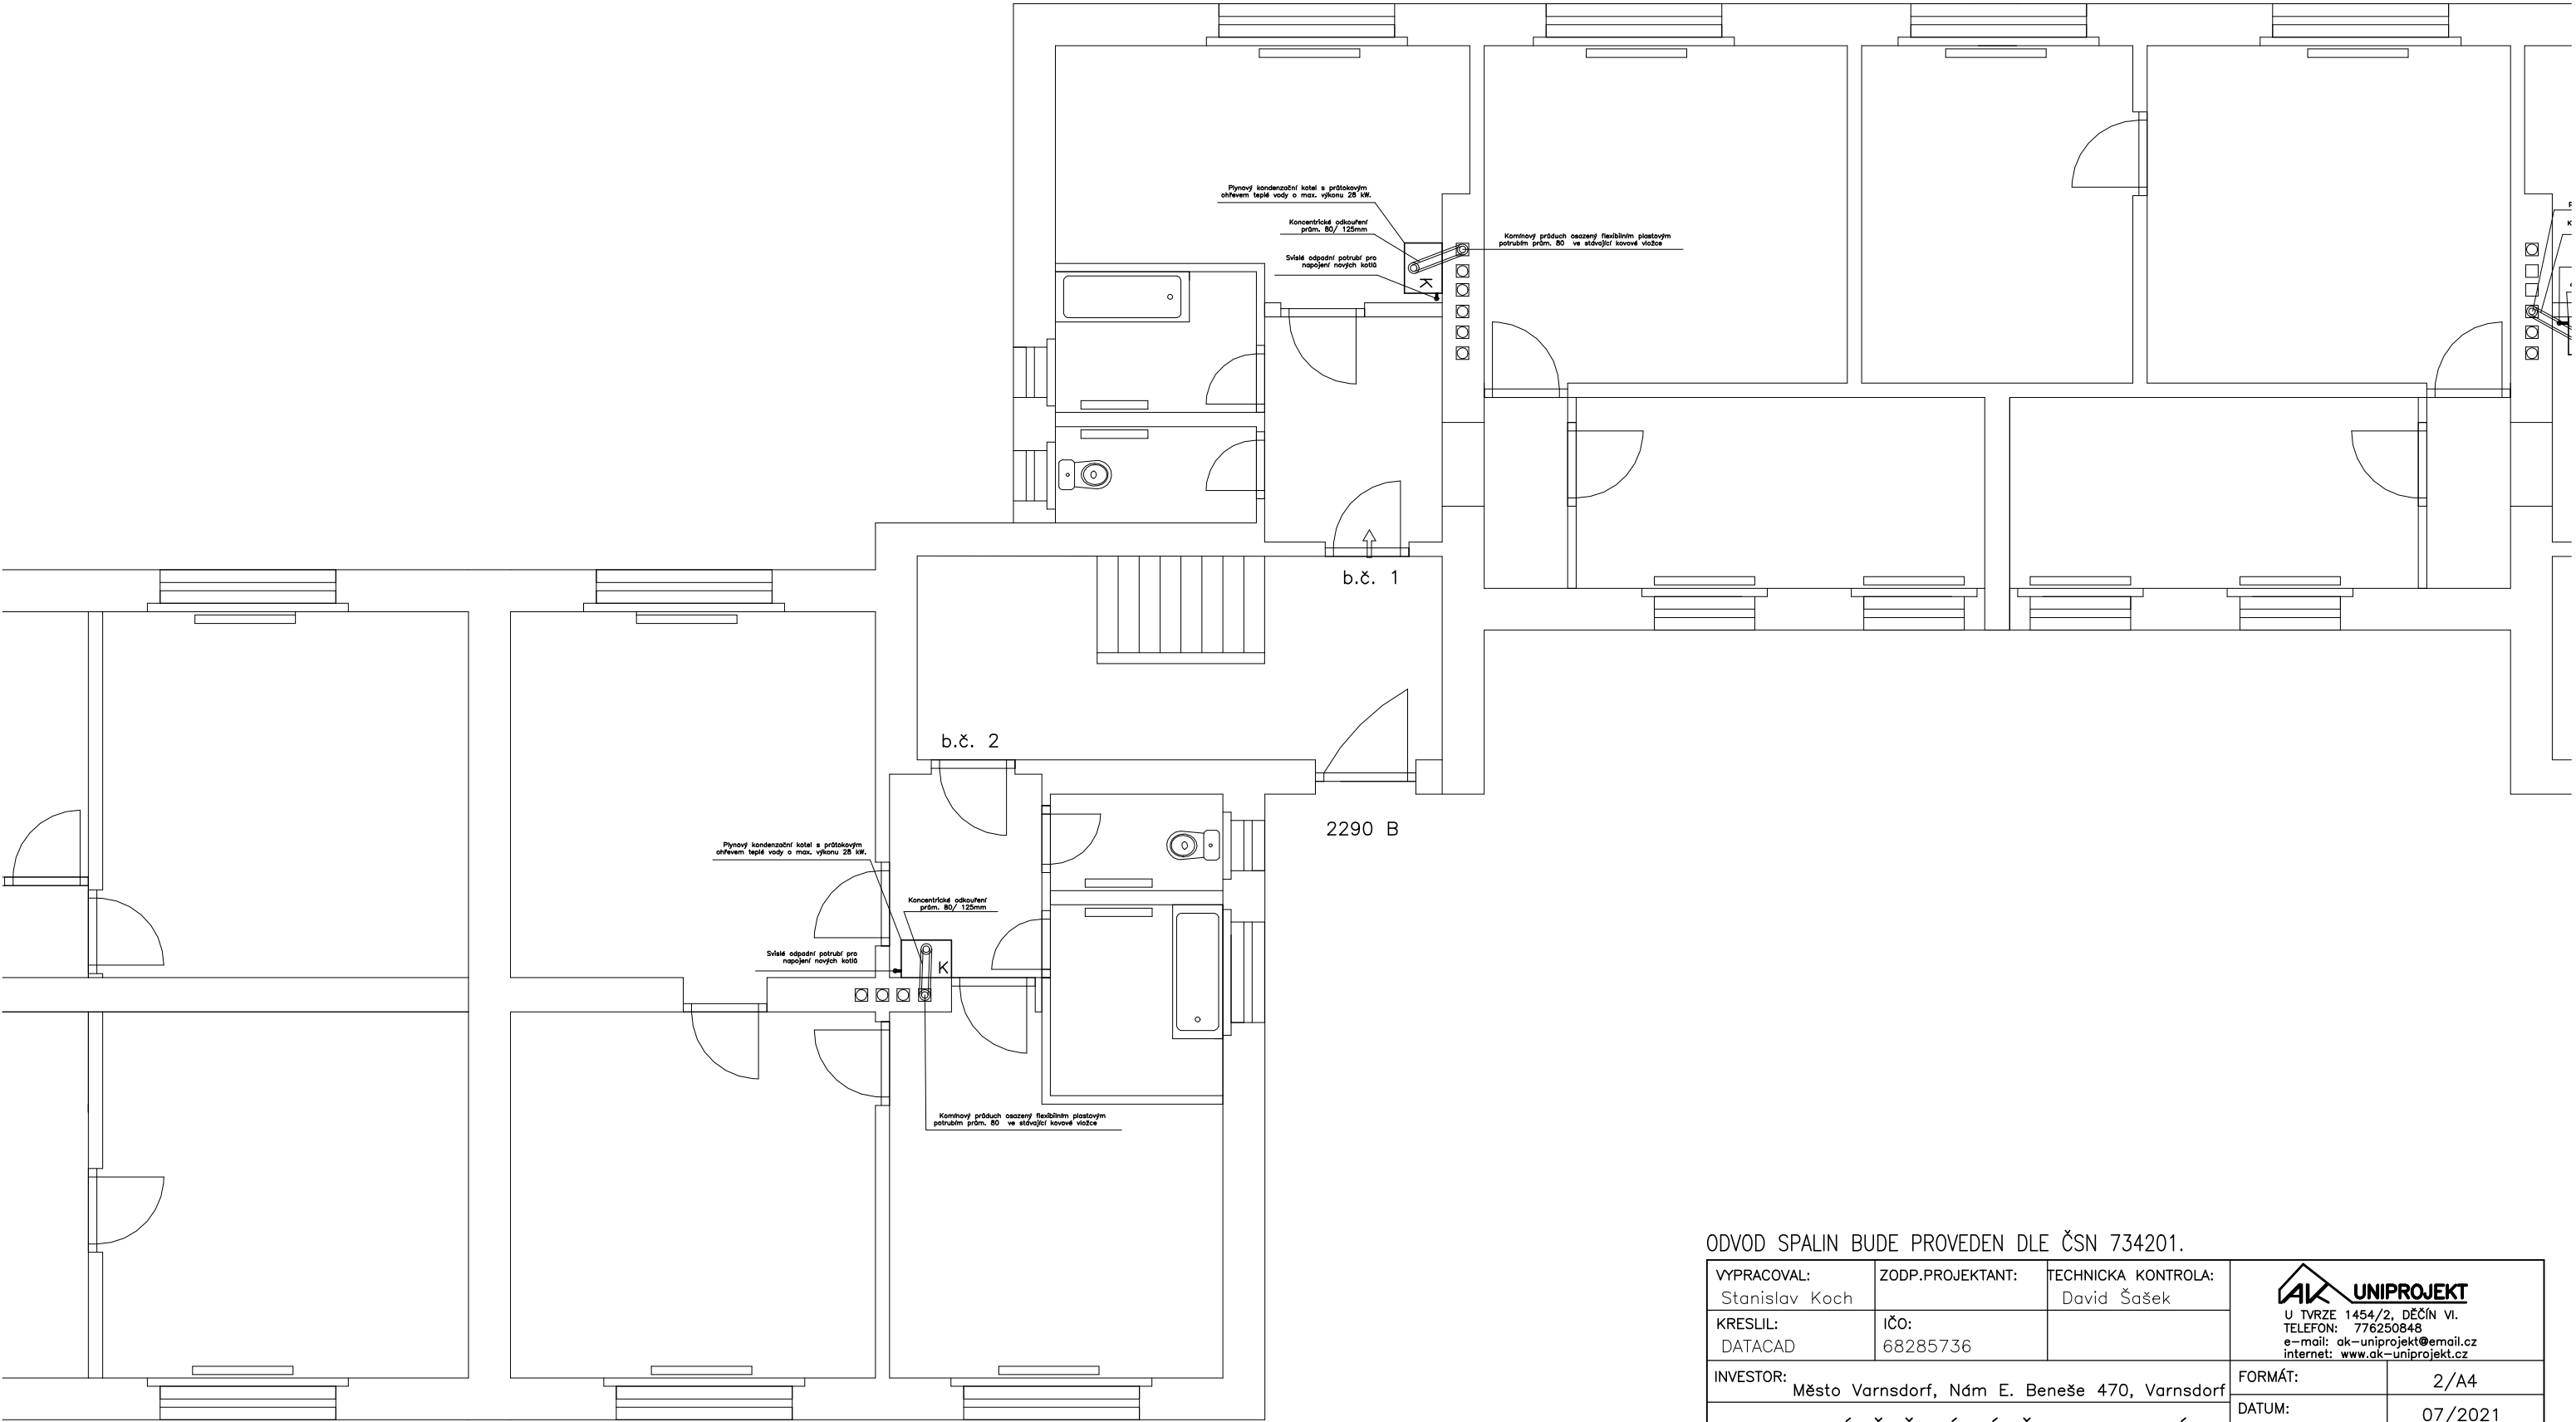 Plynový kondenzační kotel s průtokovým
ohřevem teplé vody o max. výkonu 28 kW.
Koncentrické odkouření
prům. 80/ 125mm
Svislé odpadní potrubí pro
napojení nových kotlů
Komínový průduch osazený flexibilním plastovým
potrubím prům. 80 ve stávající kovové vložce
K
b.č. 1
b.č. 2
2290 B
Plynový kondenzační kotel s průtokovým
ohřevem teplé vody o max. výkonu 28 kW.
Koncentrické odkouření
prům. 80/ 125mm
Svislé odpadní potrubí pro
napojení nových kotlů
K
Komínový průduch osazený flexibilním plastovým
potrubím prům. 80 ve stávající kovové vložce
ODVOD SPALIN BUDE PROVEDEN DLE ČSN 734201.
VYPRACOVAL:
Stanislav Koch
ZODP.PROJEKTANT:
TECHNICKA KONTROLA:
David Šašek
KRESLIL:
DATACAD
IČO:
68285736
AK UNIPROJEKT
U TVRZE 1454/2, DĚČÍN VI.
TELEFON: 776250848
e-mail: ak-uniprojekt@email.cz
internet: www.ak-uniprojekt.cz
INVESTOR:
Město Varnsdorf, Nám E. Beneše 470, Varnsdorf
FORMÁT:
2/A4
DATUM:
07/2021